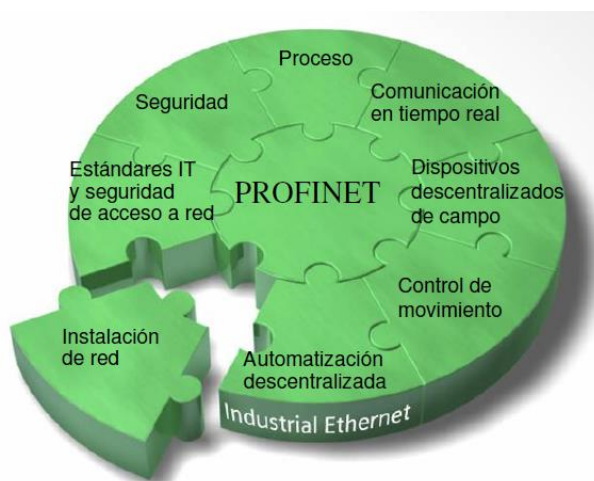 Proceso
Seguridad
Comunicación
en tiempo real
Estándares IT
y seguridad
de acceso a red
PROFINET
Dispositivos
descentralizados
de campo
Control de
movimiento
Instalación
de red
Automatización
descentralizada
Industrial Ethernet